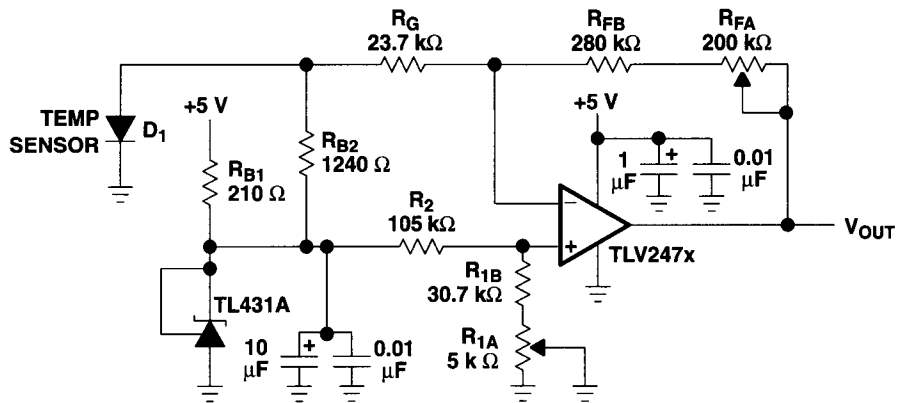 R_G
23.7 kΩ
R_FB
280 kΩ
R_FA
200 kΩ
TEMP
SENSOR
D_1
+5 V
R_B1
210 Ω
R_B2
1240 Ω
+5 V
1
μF
+
0.01
μF
R_2
105 kΩ
−
+
TLV247x
V_OUT
R_1B
30.7 kΩ
TL431A
R_1A
5 kΩ
10
μF
+
0.01
μF